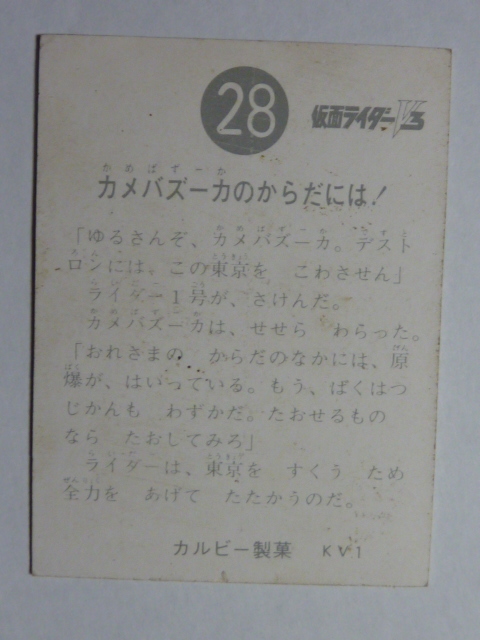 28
仮面ライダーV3
かめばずーか
カメバズーカのからだには!
「ゆるさんぞ、カメバズーカ。デスト
ロンには、この東京を こわさせん」
ライダー1号が、さけんだ。
カメバズーカは、せせら わらった。
「おれさまの からだのなかには、原
爆が、はいっている。もう、ばくはつ
じかんも わずかだ。たおせるもの
なら たおしてみろ」
ライダーは、東京を すくう ため
全力を あげて たたかうのだ。
カルビー製菓 KV1